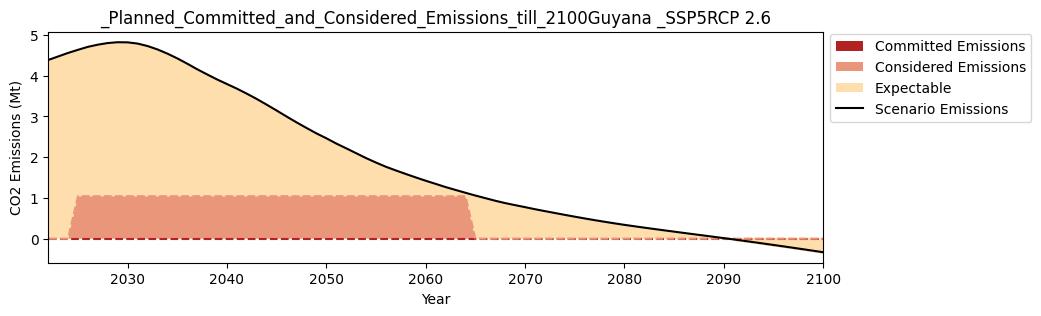 _Planned_Committed_and_Considered_Emissions_till_2100Guyana _SSP5RCP 2.6
5
4
3
2
1
0
CO2 Emissions (Mt)
2030 2040 2050 2060 2070 2080 2090 2100
Year
Committed Emissions
Considered Emissions
Expectable
Scenario Emissions